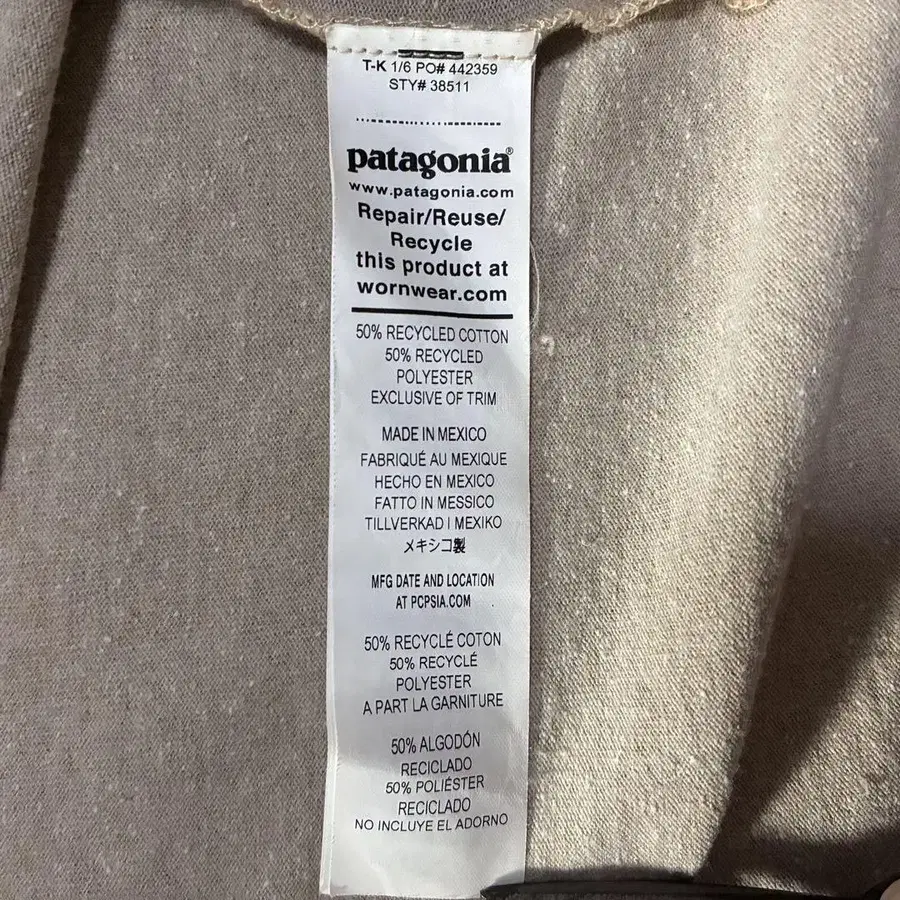 T-K 1/6 PO# 442359
STY# 38511
patagonia®
www.patagonia.com
Repair/Reuse/
Recycle
this product at
wornwear.com
50% RECYCLED COTTON
50% RECYCLED
POLYESTER
EXCLUSIVE OF TRIM
MADE IN MEXICO
FABRIQUÉ AU MEXIQUE
HECHO EN MEXICO
FATTO IN MESSICO
TILLVERKAD I MEXIKO
メキシコ製
MFG DATE AND LOCATION
AT PCPSIA.COM
50% RECYCLÉ COTON
50% RECYCLÉ
POLYESTER
A PART LA GARNITURE
50% ALGODÓN
RECICLADO
50% POLIÉSTER
RECICLADO
NO INCLUYE EL ADORNO